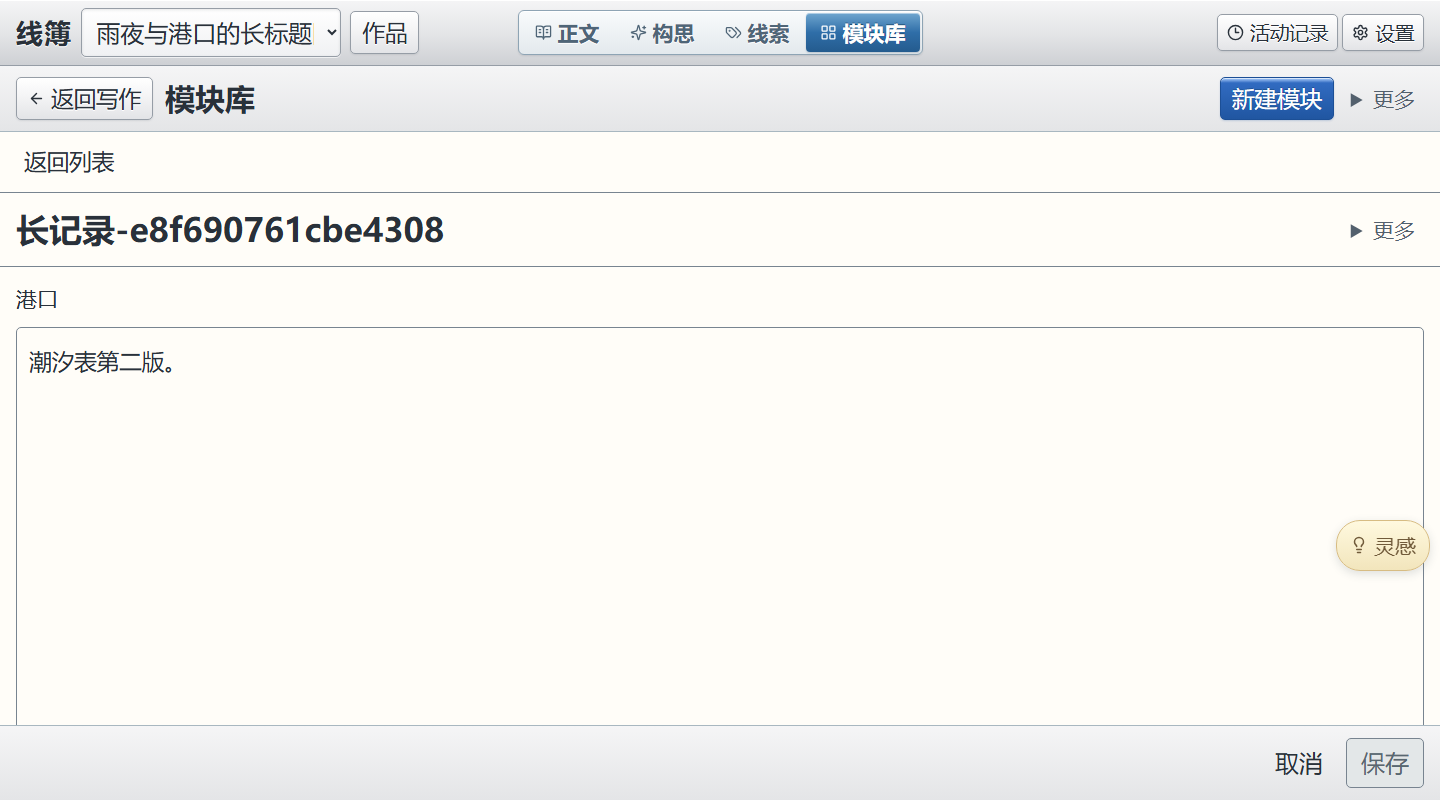 线簿 雨夜与港口的长标题 作品 正文 构思 线索 模块库 活动记录 设置
返回写作 模块库 新建模块 更多
返回列表
长记录-e8f690761cbe4308 更多
港口
潮汐表第二版。
灵感
取消 保存